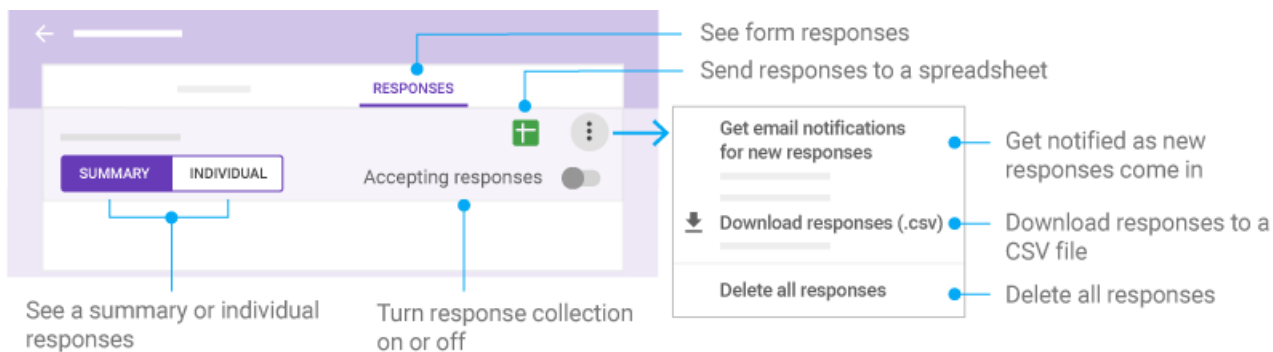 See form responses
Send responses to a spreadsheet
RESPONSES
SUMMARY
INDIVIDUAL
Accepting responses
Get email notifications
for new responses
Download responses (.csv)
Delete all responses
Get notified as new
responses come in
Download responses to a
CSV file
Delete all responses
See a summary or individual
responses
Turn response collection
on or off